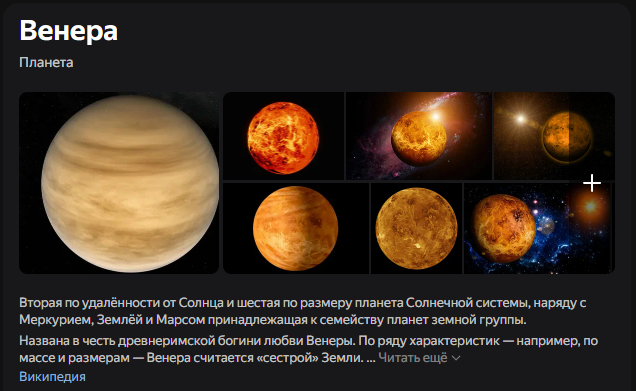 Венера
Планета
Вторая по удалённости от Солнца и шестая по размеру планета Солнечной системы, наряду с
Меркурием, Землёй и Марсом принадлежащая к семейству планет земной группы.
Названа в честь древнеримской богини любви Венеры. По ряду характеристик — например, по
массе и размерам — Венера считается «сестрой» Земли. ... Читать ещё
Википедия